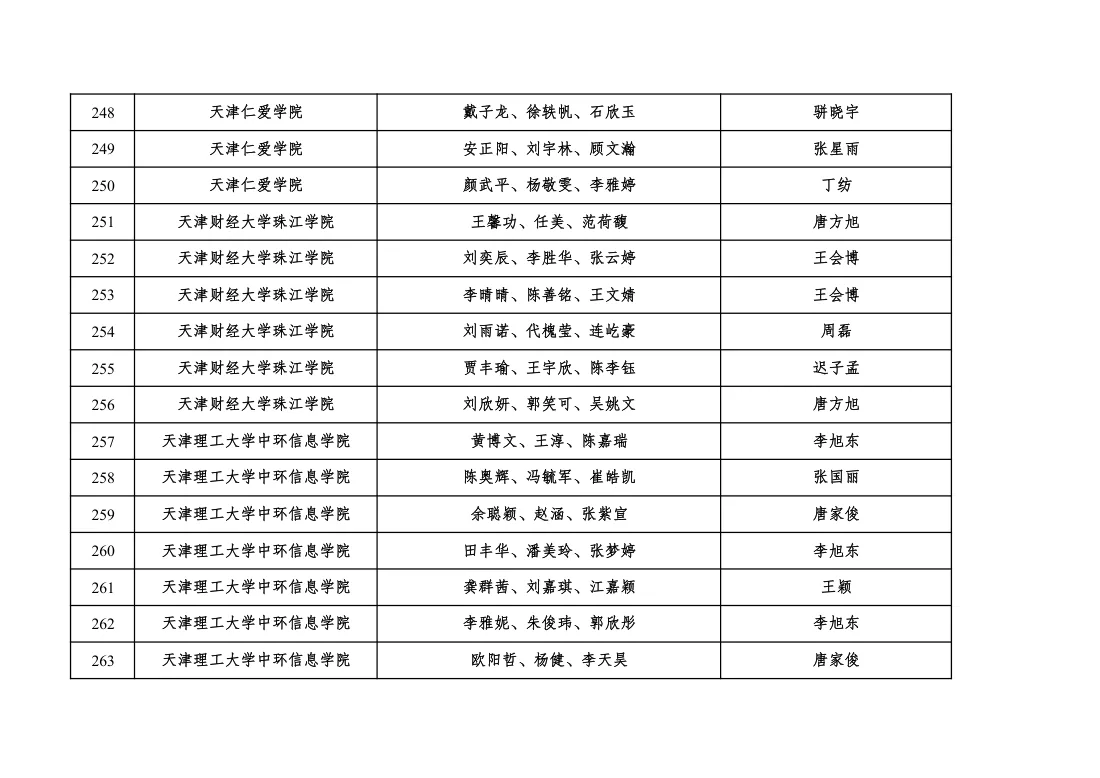 248 天津仁爱学院 戴子龙、徐轶帆、石欣玉 骈晓宇
249 天津仁爱学院 安正阳、刘宇林、顾文瀚 张星雨
250 天津仁爱学院 颜武平、杨敬雯、李雅婷 丁纺
251 天津财经大学珠江学院 王馨功、任美、范荷馥 唐方旭
252 天津财经大学珠江学院 刘奕辰、李胜华、张云婷 王会博
253 天津财经大学珠江学院 李晴晴、陈善铭、王文婧 王会博
254 天津财经大学珠江学院 刘雨诺、代槐莹、连屹豪 周磊
255 天津财经大学珠江学院 贾丰瑜、王宇欣、陈李钰 迟子孟
256 天津财经大学珠江学院 刘欣妍、郭笑可、吴姚文 唐方旭
257 天津理工大学中环信息学院 黄博文、王淳、陈嘉瑞 李旭东
258 天津理工大学中环信息学院 陈奥辉、冯毓军、崔皓凯 张国丽
259 天津理工大学中环信息学院 余聪颖、赵涵、张紫宣 唐家俊
260 天津理工大学中环信息学院 田丰华、潘美玲、张梦婷 李旭东
261 天津理工大学中环信息学院 龚群茜、刘嘉琪、江嘉颖 王颖
262 天津理工大学中环信息学院 李雅妮、朱俊玮、郭欣彤 李旭东
263 天津理工大学中环信息学院 欧阳哲、杨健、李天昊 唐家俊